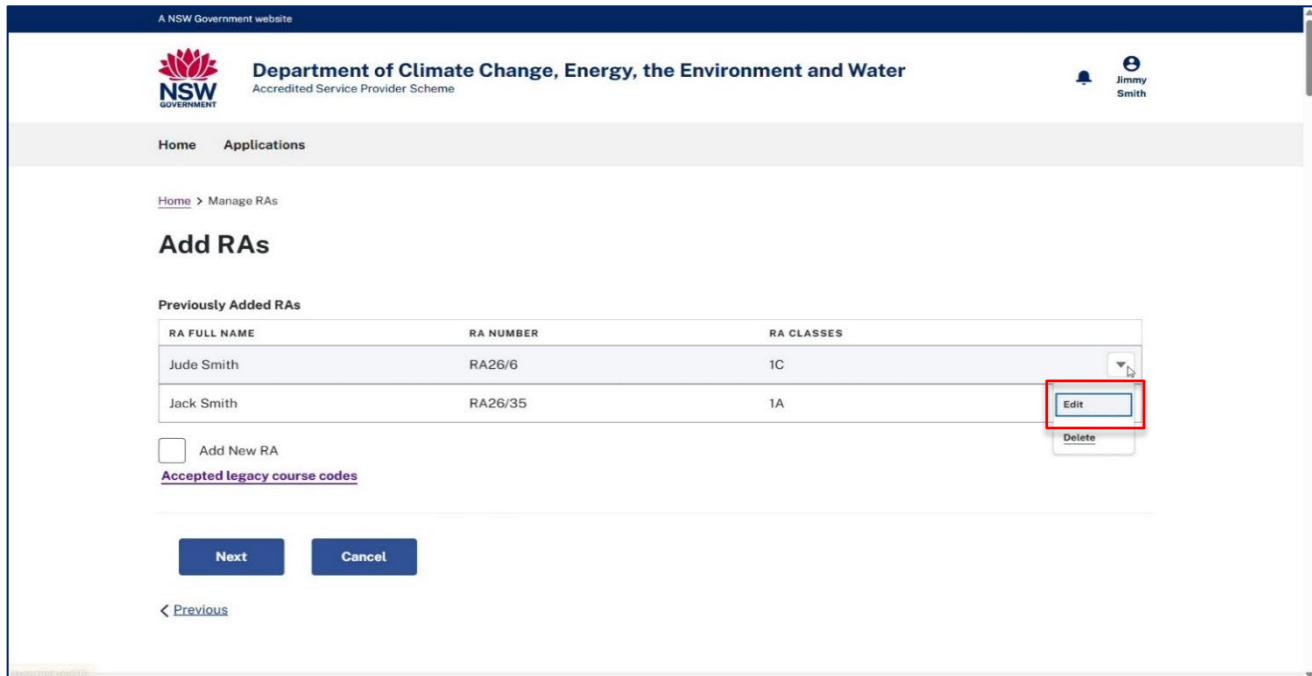 A NSW Government website
NSW
GOVERNMENT
Department of Climate Change, Energy, the Environment and Water
Accredited Service Provider Scheme
Jimmy
Smith
Home Applications
Home > Manage RAs
Add RAs
Previously Added RAs
RA FULL NAME RA NUMBER RA CLASSES
Jude Smith RA26/6 1C
Jack Smith RA26/35 1A
Edit
Delete
Add New RA
Accepted legacy course codes
Next Cancel
< Previous